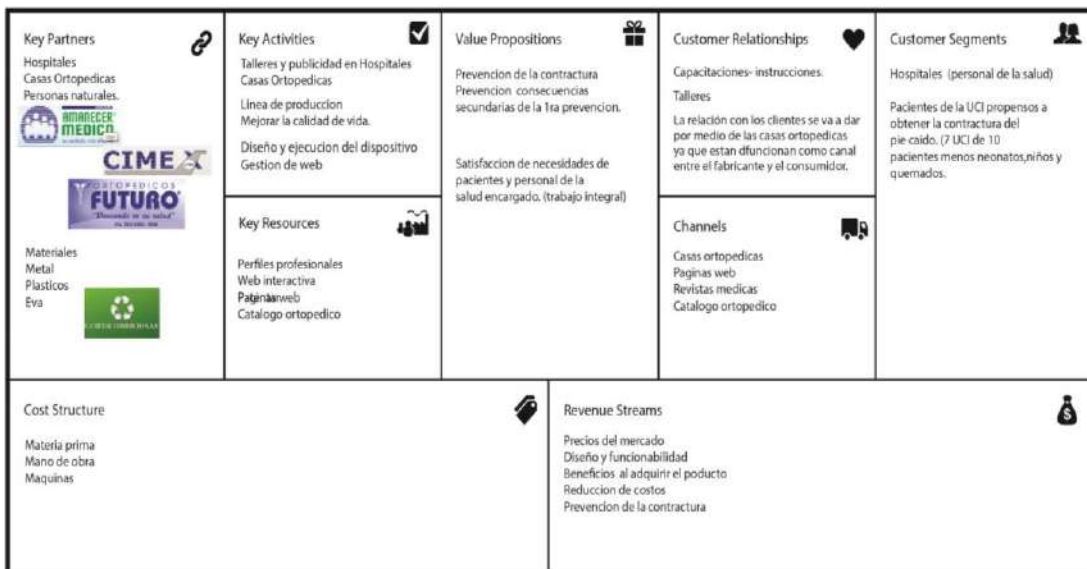 Key Partners
Hospitales
Casas Ortopedicas
Personas naturales.
AMANECER
MEDICO
CIMEX
ORTOPEDICOS
FUTURO
Materiales
Metal
Plasticos
Eva
Key Activities
Talleres y publicidad en Hospitales
Casas Ortopedicas
Linea de produccion
Mejorar la calidad de vida.
Diseño y ejecucion del dispositivo
Gestion de web
Key Resources
Perfiles profesionales
Web interactiva
web
Catalogo ortopedico
Value Propositions
Prevencion de la contractura
Prevencion consecuencias
secundarias de la 1ra prevencion.
Satisfaccion de necesidades de
pacientes y personal de la
salud encargado. (trabajo integral)
Customer Relationships
Capacitaciones- instrucciones.
Talleres
La relación con los clientes se va a dar
por medio de las casas ortopedicas
ya que estan dfuncionan como canal
entre el fabricante y el consumidor.
Channels
Casas ortopedicas
Paginas web
Revistas medicas
Catalogo ortopedico
Customer Segments
Hospitales (personal de la salud)
Pacientes de la UCI propensos a
obtener la contractura del
pie caido. (7 UCI de 10
pacientes menos neonatos,niños y
quemados.
Cost Structure
Materia prima
Mano de obra
Maquinas
Revenue Streams
Precios del mercado
Diseño y funcionabilidad
Beneficios al adquirir el poducto
Reduccion de costos
Prevencion de la contractura